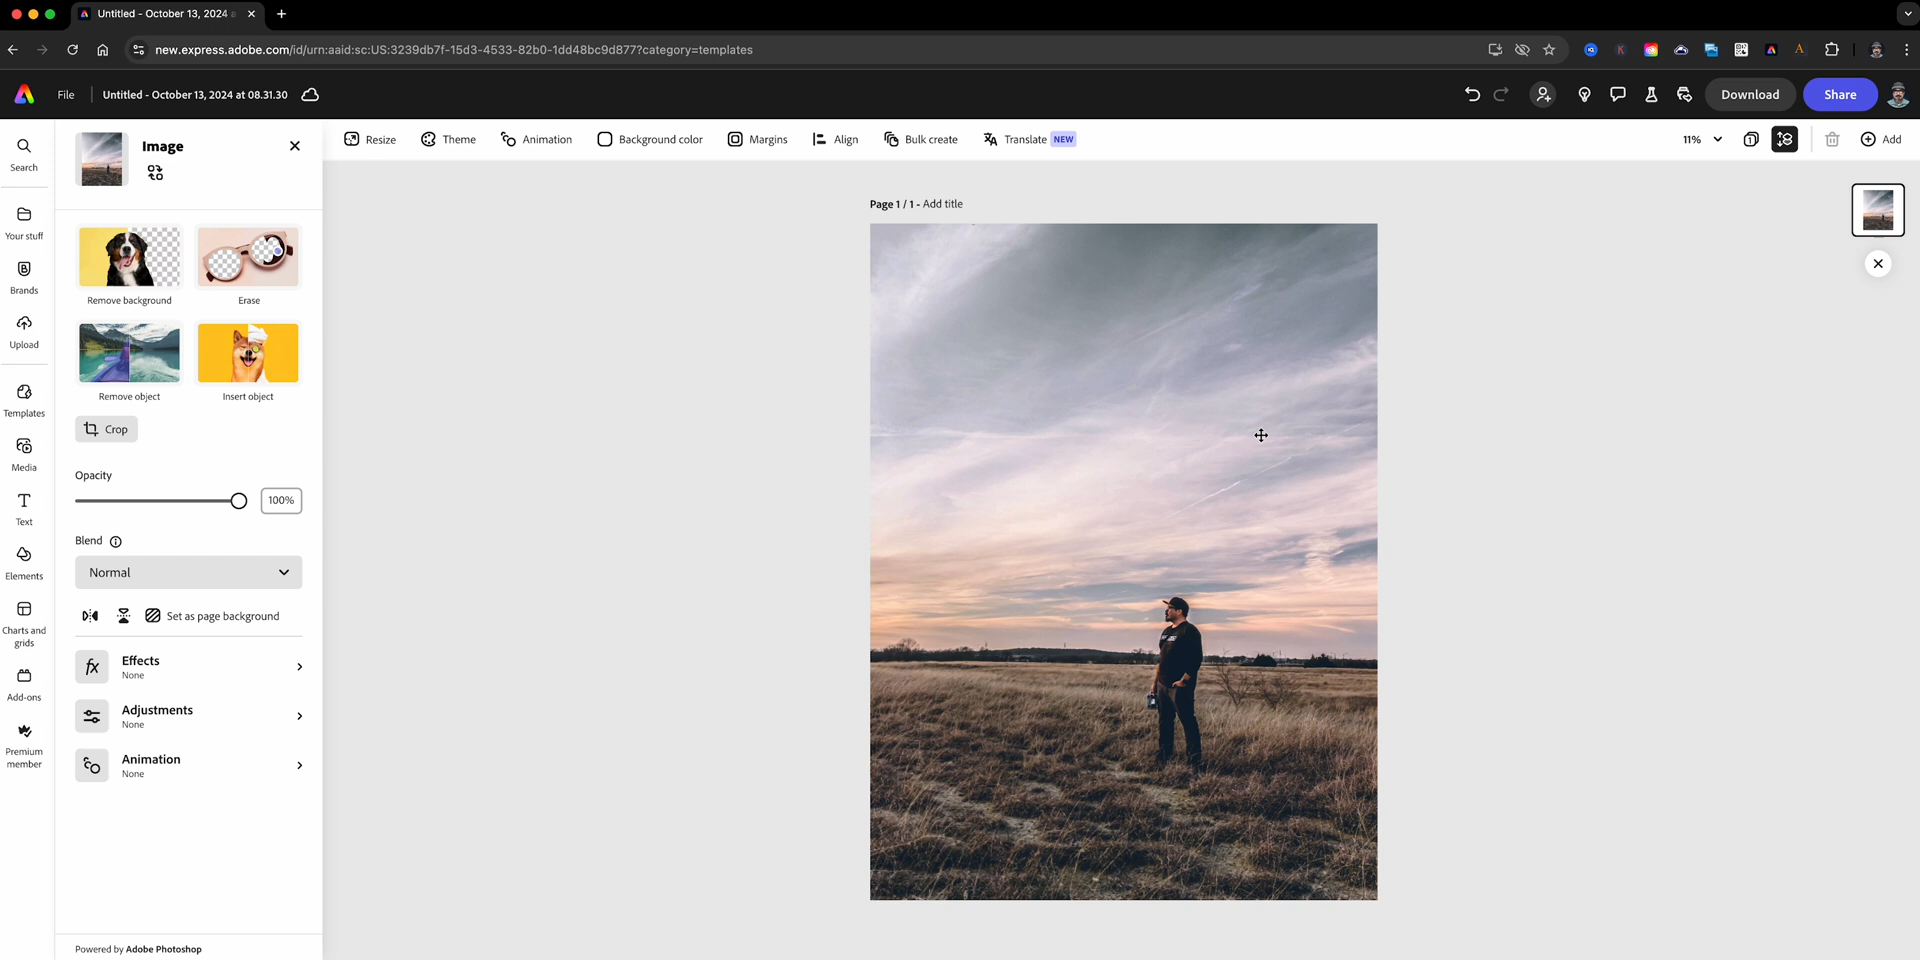 Untitled - October 13, 2024 a
new.express.adobe.com/id/urn:aaid:sc:US:3239db7f-15d3-4533-82b0-1dd48bc9d877?category=templates
File
Untitled - October 13, 2024 at 08.31.30
Download
Share
Search
Your stuff
Brands
Upload
Templates
Media
Text
Elements
Charts and
grids
Add-ons
Premium
member
Image
Remove background
Erase
Remove object
Insert object
Crop
Opacity
100%
Blend
Normal
Set as page background
Effects
None
Adjustments
None
Animation
None
Powered by Adobe Photoshop
Resize
Theme
Animation
Background color
Margins
Align
Bulk create
Translate NEW
11%
Add
Page 1 / 1 - Add title